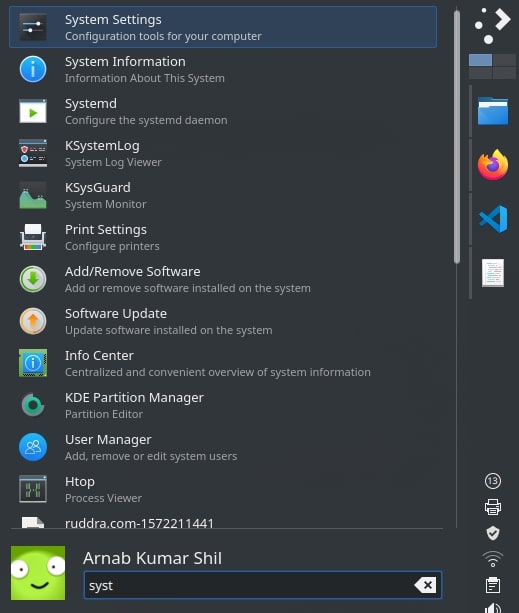 System Settings
Configuration tools for your computer
System Information
Information About This System
Systemd
Configure the systemd daemon
KSystemLog
System Log Viewer
KSysGuard
System Monitor
Print Settings
Configure printers
Add/Remove Software
Add or remove software installed on the system
Software Update
Update software installed on the system
Info Center
Centralized and convenient overview of system information
KDE Partition Manager
Partition Editor
User Manager
Add, remove or edit system users
Htop
Process Viewer
ruddra.com-1572211441
13
Arnab Kumar Shil
syst